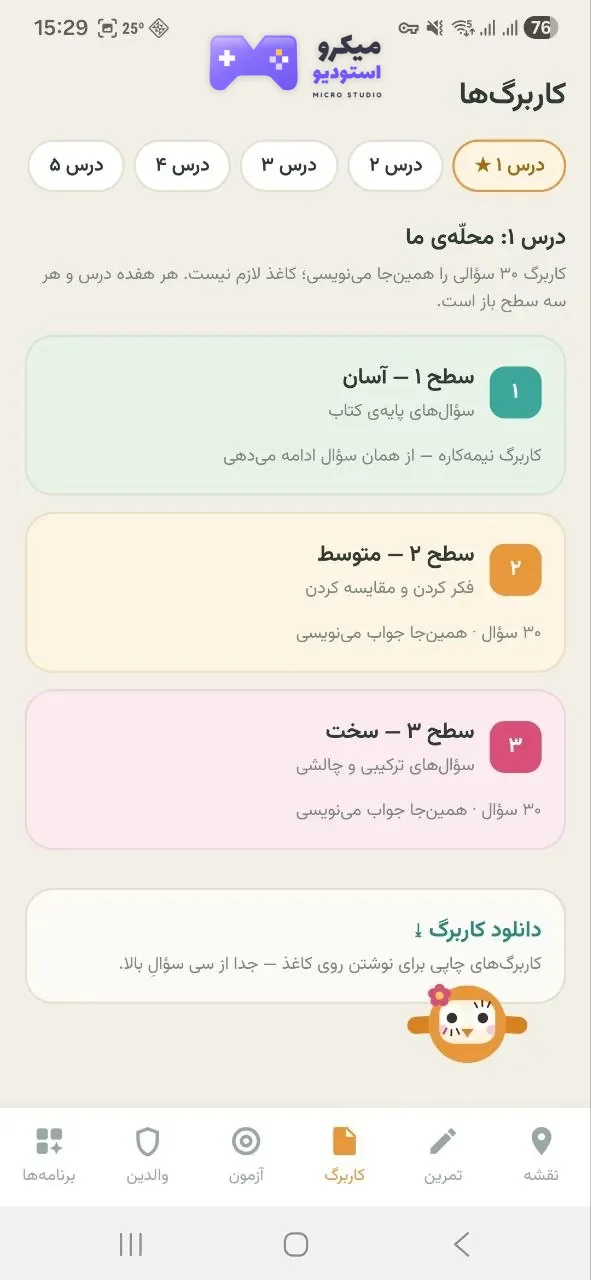 15:29
25°
76
میکرو
استودیو
MICRO STUDIO
کاربرگ‌ها
درس ۱ ★
درس ۲
درس ۳
درس ۴
درس ۵
درس ۱: محلّه‌ی ما
کاربرگ ۳۰ سؤالی را همین‌جا می‌نویسی؛ کاغذ لازم نیست. هر هفده درس و هر
سه سطح باز است.
۱
سطح ۱ — آسان
سؤال‌های پایه‌ی کتاب
کاربرگ نیمه‌کاره — از همان سؤال ادامه می‌دهی
۲
سطح ۲ — متوسط
فکر کردن و مقایسه کردن
۳۰ سؤال · همین‌جا جواب می‌نویسی
۳
سطح ۳ — سخت
سؤال‌های ترکیبی و چالشی
۳۰ سؤال · همین‌جا جواب می‌نویسی
دانلود کاربرگ ⤓
کاربرگ‌های چاپی برای نوشتن روی کاغذ — جدا از سی سؤالِ بالا.
نقشه
تمرین
کاربرگ
آزمون
والدین
برنامه‌ها